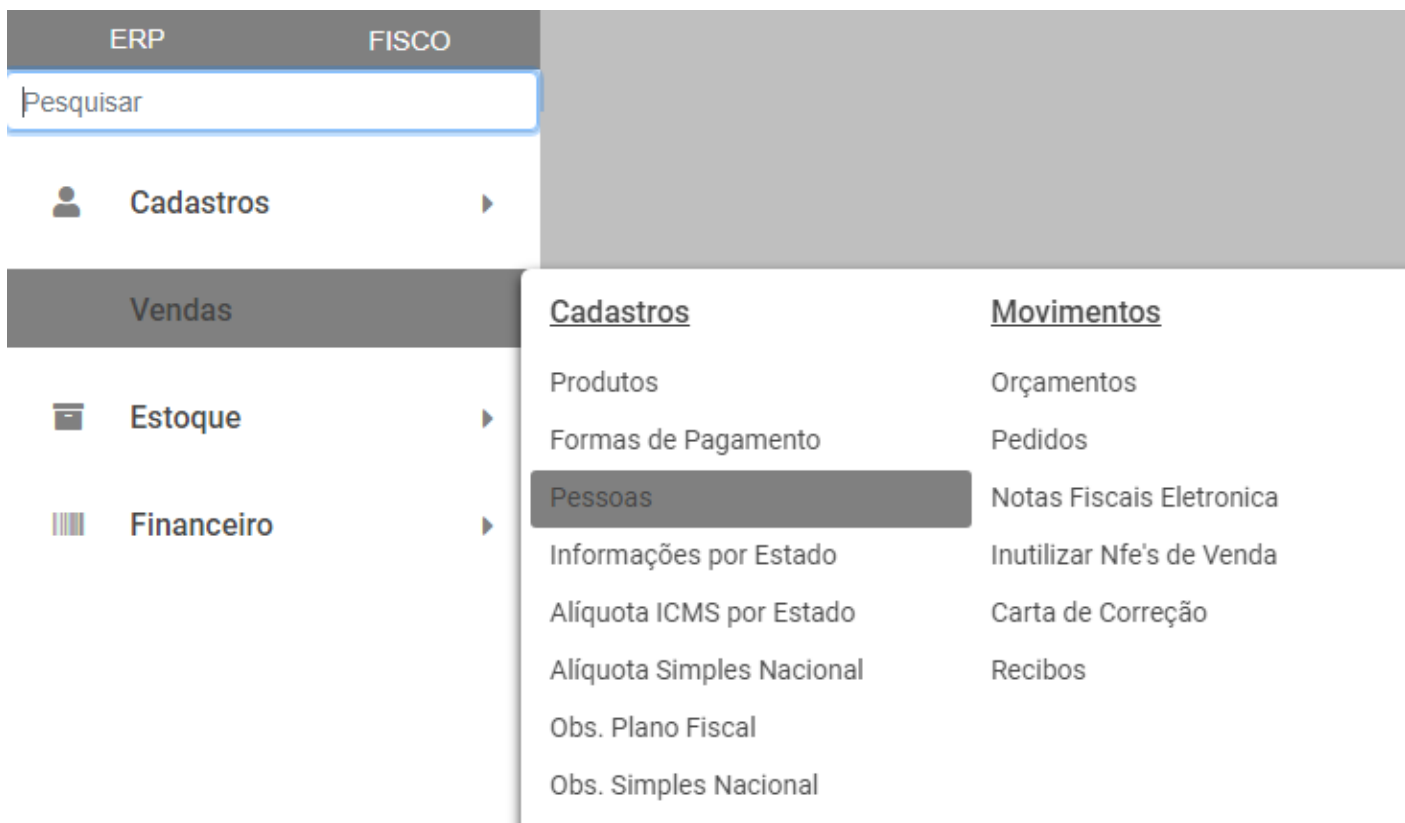 ERP FISCO
Pesquisar
Cadastros
Vendas
Estoque
Financeiro
Cadastros
Produtos
Formas de Pagamento
Pessoas
Informações por Estado
Alíquota ICMS por Estado
Alíquota Simples Nacional
Obs. Plano Fiscal
Obs. Simples Nacional
Movimentos
Orçamentos
Pedidos
Notas Fiscais Eletronica
Inutilizar Nfe's de Venda
Carta de Correção
Recibos